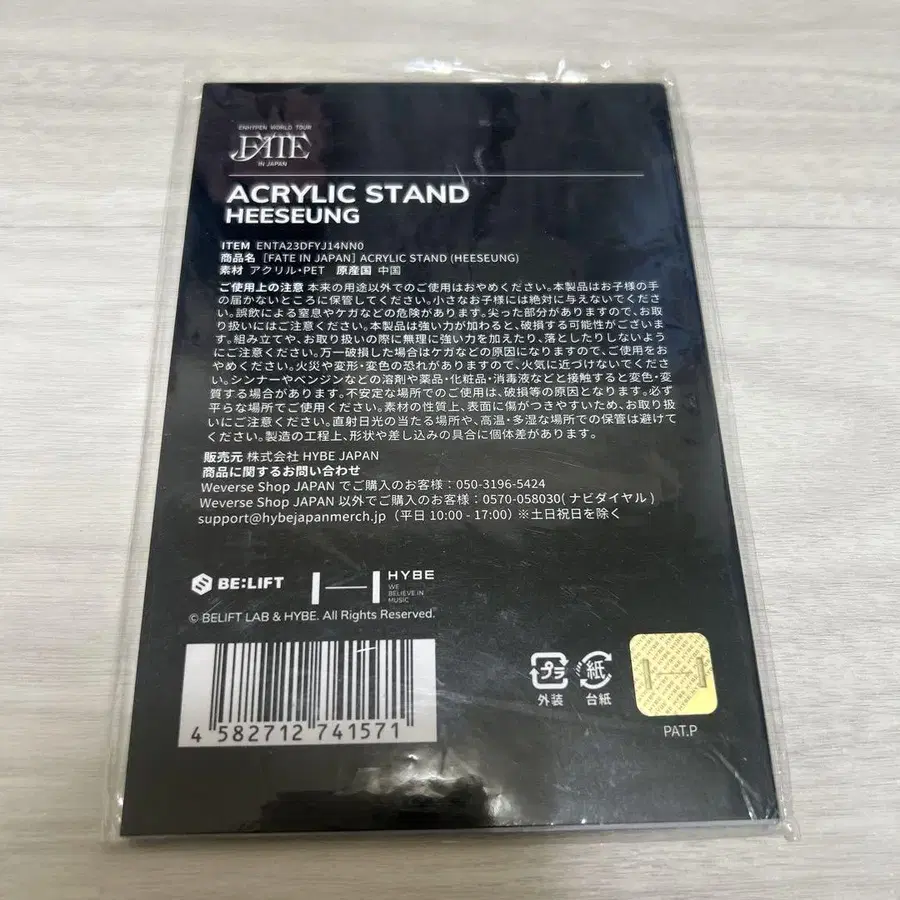 ENHYPEN WORLD TOUR
FATE
IN JAPAN
ACRYLIC STAND
HEESEUNG
ITEM ENTA23DFYJ14NN0
商品名 [FATE IN JAPAN] ACRYLIC STAND (HEESEUNG)
素材 アクリル・PET 原産国 中国
ご使用上の注意 本来の用途以外でのご使用はおやめください。本製品はお子様の手
の届かないところに保管してください。小さなお子様には絶対に与えないでくださ
い。誤飲による窒息やケガなどの危険があります。尖った部分がありますので、お取
り扱いにはご注意ください。本製品は強い力が加わると、破損する可能性がございま
す。組み立てや、お取り扱いの際に無理に強い力を加えたり、落としたりしないよう
にご注意ください。万一破損した場合はケガなどの原因になりますので、ご使用をお
やめください。火災や変形・変色の恐れがありますので、火気に近づけないでくださ
い。シンナーやベンジンなどの溶剤や薬品・化粧品・消毒液などと接触すると変色・変
質する場合があります。不安定な場所でのご使用は、破損等の原因となります。必ず
平らな場所でご使用ください。素材の性質上、表面に傷がつきやすいため、お取り扱
いにご注意ください。直射日光の当たる場所や、高温・多湿な場所での保管は避けて
ください。製造の工程上、形状や差し込みの具合に個体差があります。
販売元 株式会社 HYBE JAPAN
商品に関するお問い合わせ
Weverse Shop JAPAN でご購入のお客様：050-3196-5424
Weverse Shop JAPAN 以外でご購入のお客様：0570-058030(ナビダイヤル)
support@hybejapanmerch.jp（平日 10:00 - 17:00）※土日祝日を除く
BE:LIFT
HYBE
WE
BELIEVE IN
MUSIC
© BELIFT LAB & HYBE. All Rights Reserved.
4 582712 741571
プラ
外装
紙
台紙
PAT.P